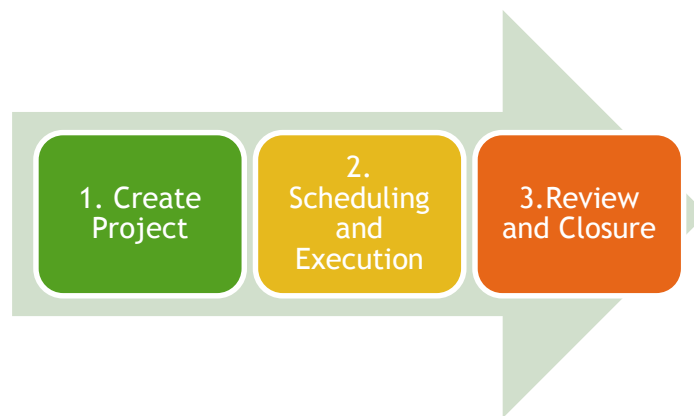 1. Create
Project
2.
Scheduling
and
Execution
3.Review
and Closure